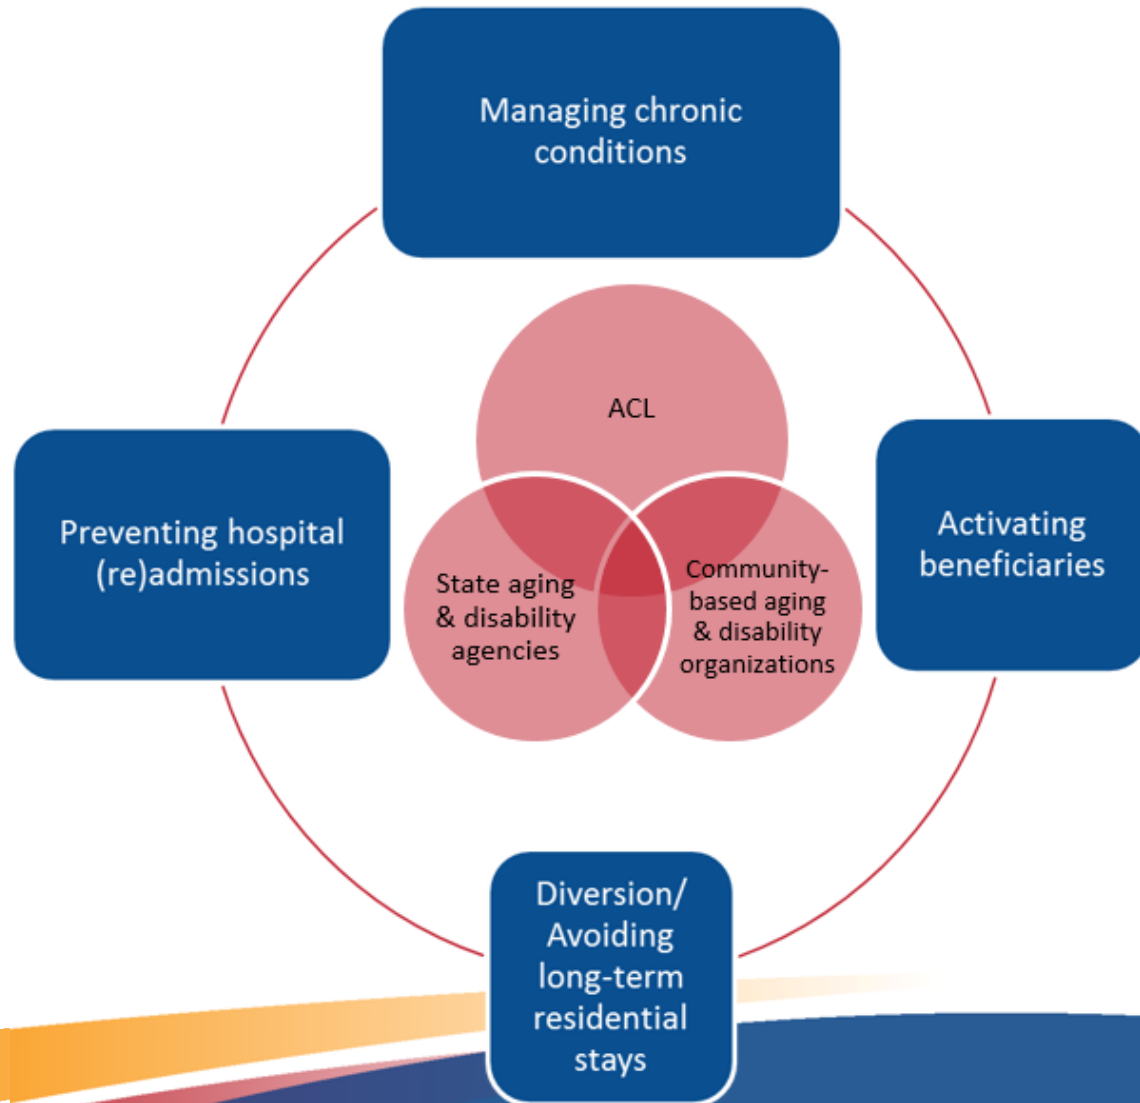 Managing chronic
conditions
ACL
Preventing hospital
(re)admissions
State aging
& disability
agencies
Community-
based aging
& disability
organizations
Activating
beneficiaries
Diversion/
Avoiding
long-term
residential
stays